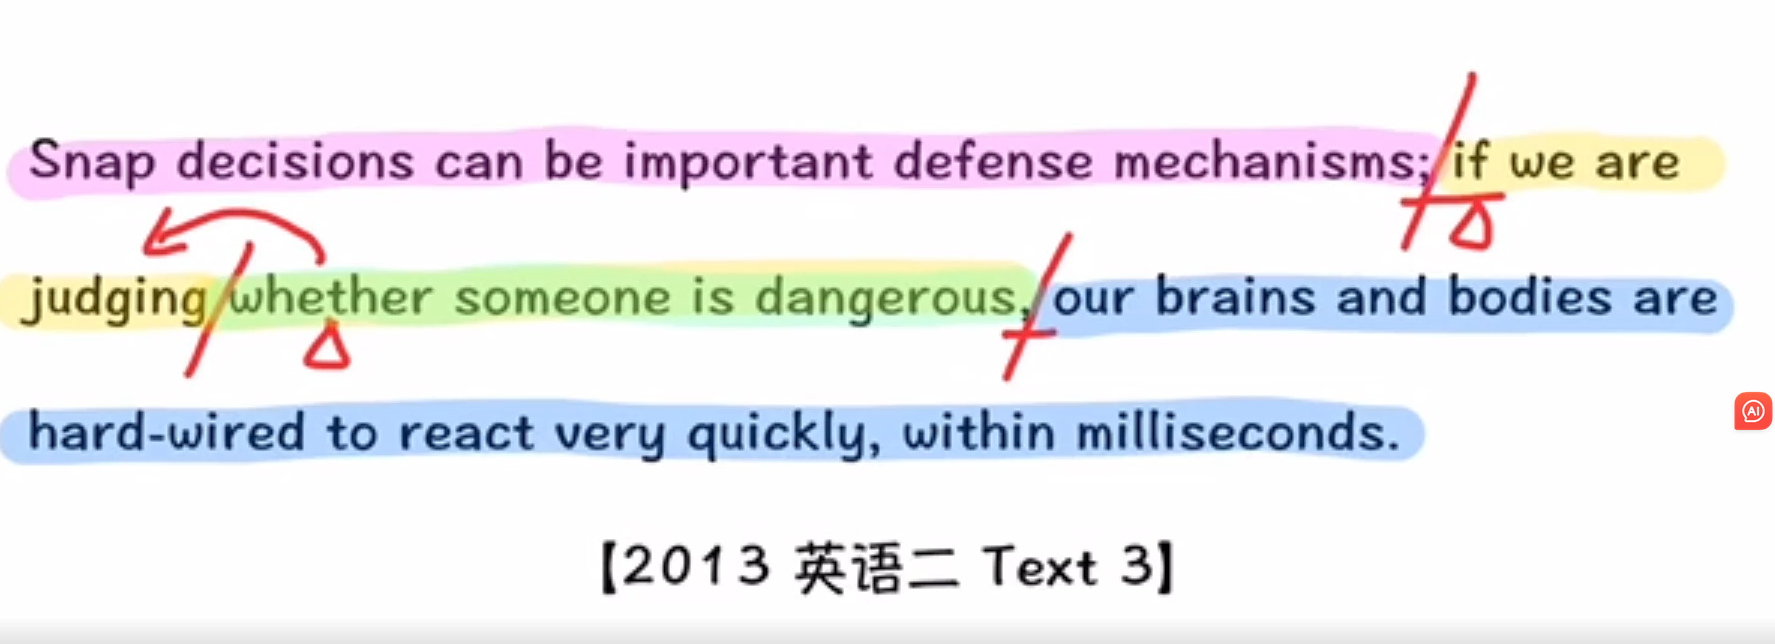 Snap decisions can be important defense mechanisms; if we are
judging whether someone is dangerous, our brains and bodies are
hard-wired to react very quickly, within milliseconds.
AI
【2013 英语二 Text 3】